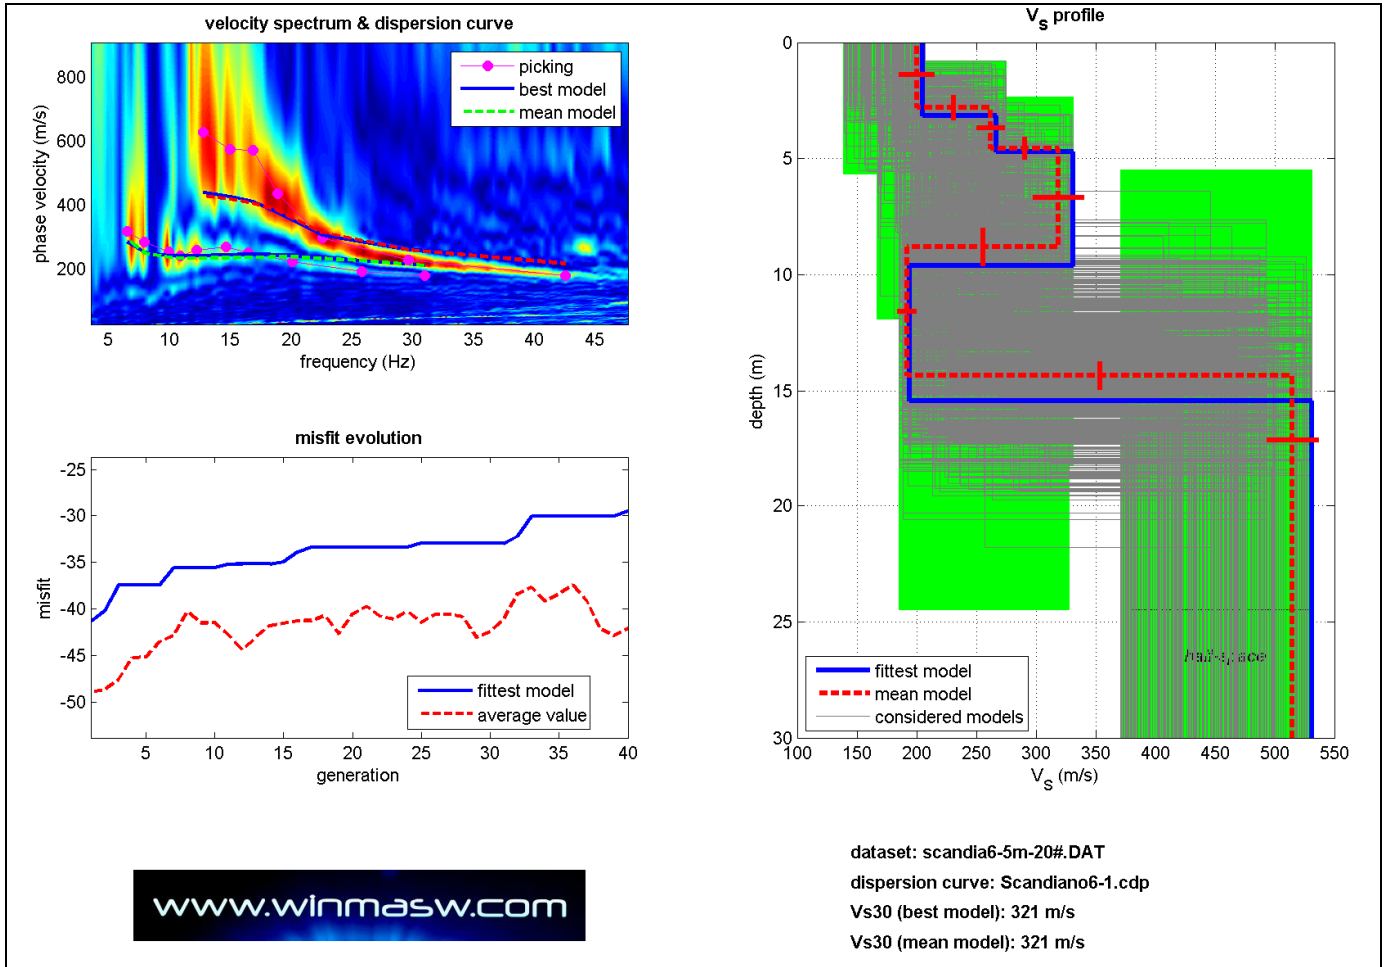 velocity spectrum & dispersion curve
800
600
400
200
phase velocity (m/s)
picking
best model
mean model
5 10 15 20 25 30 35 40 45
frequency (Hz)
misfit evolution
-25
-30
-35
-40
-45
-50
misfit
fittest model
average value
5 10 15 20 25 30 35 40
generation
www.winmasw.com
VS profile
0
5
10
15
20
25
30
depth (m)
half-space
fittest model
mean model
considered models
100 150 200 250 300 350 400 450 500 550
VS (m/s)
dataset: scandia6-5m-20#.DAT
dispersion curve: Scandiano6-1.cdp
Vs30 (best model): 321 m/s
Vs30 (mean model): 321 m/s